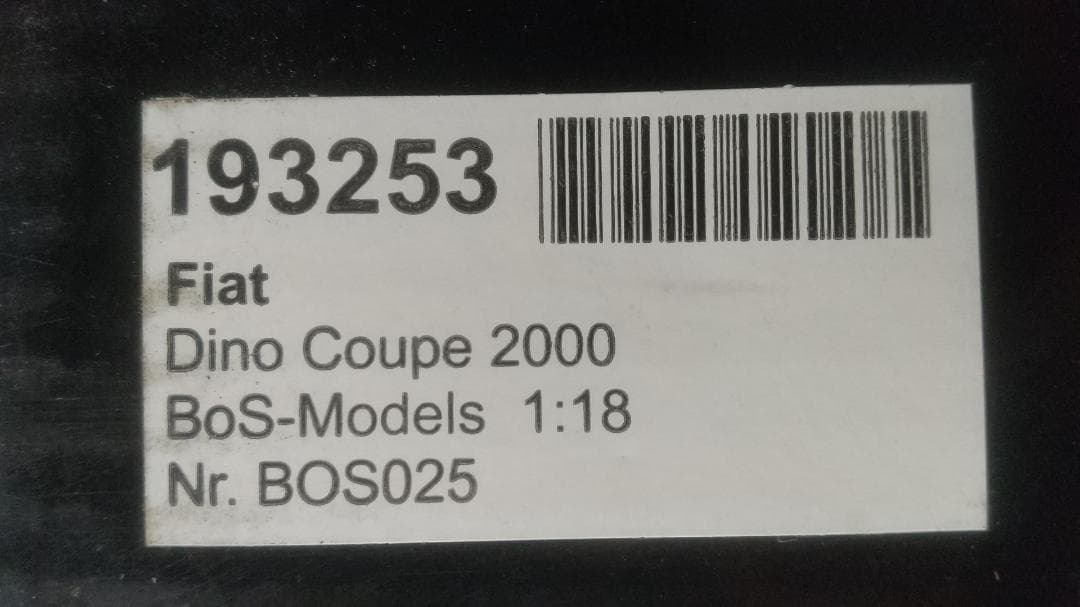 193253
Fiat
Dino Coupe 2000
BoS-Models 1:18
Nr. BOS025